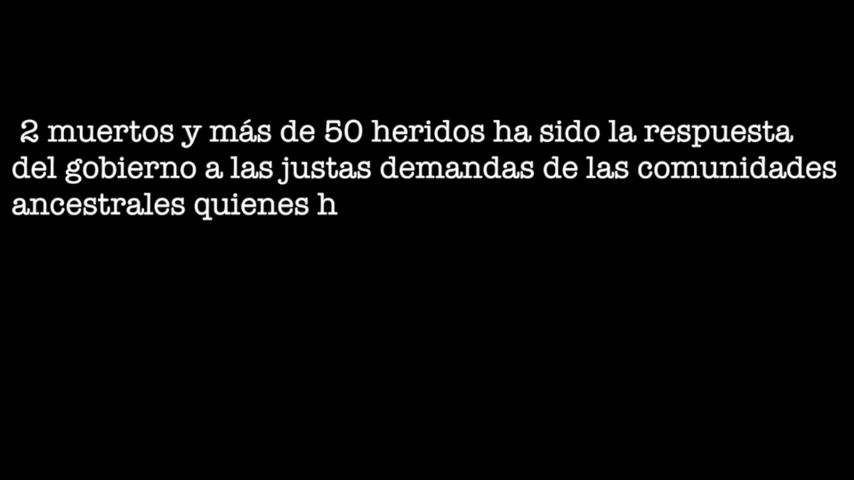 2 muertos y más de 50 heridos ha sido la respuesta
del gobierno a las justas demandas de las comunidades
ancestrales quienes h